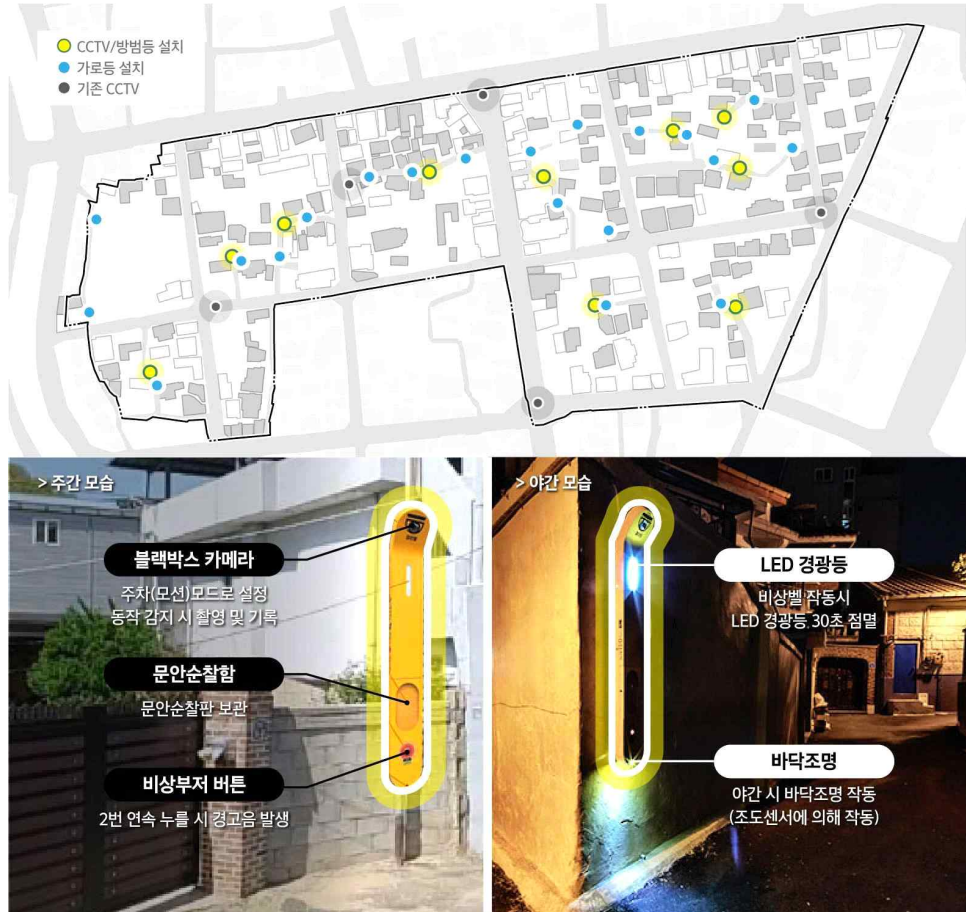 CCTV/방범등 설치
가로등 설치
기존 CCTV
> 주간 모습
블랙박스 카메라
주차(모션)모드로 설정
동작 감지 시 촬영 및 기록
문안순찰함
문안순찰판 보관
비상부저 버튼
2번 연속 누를 시 경고음 발생
> 야간 모습
LED 경광등
비상벨 작동시
LED 경광등 30초 점멸
바닥조명
야간 시 바닥조명 작동
(조도센서에 의해 작동)